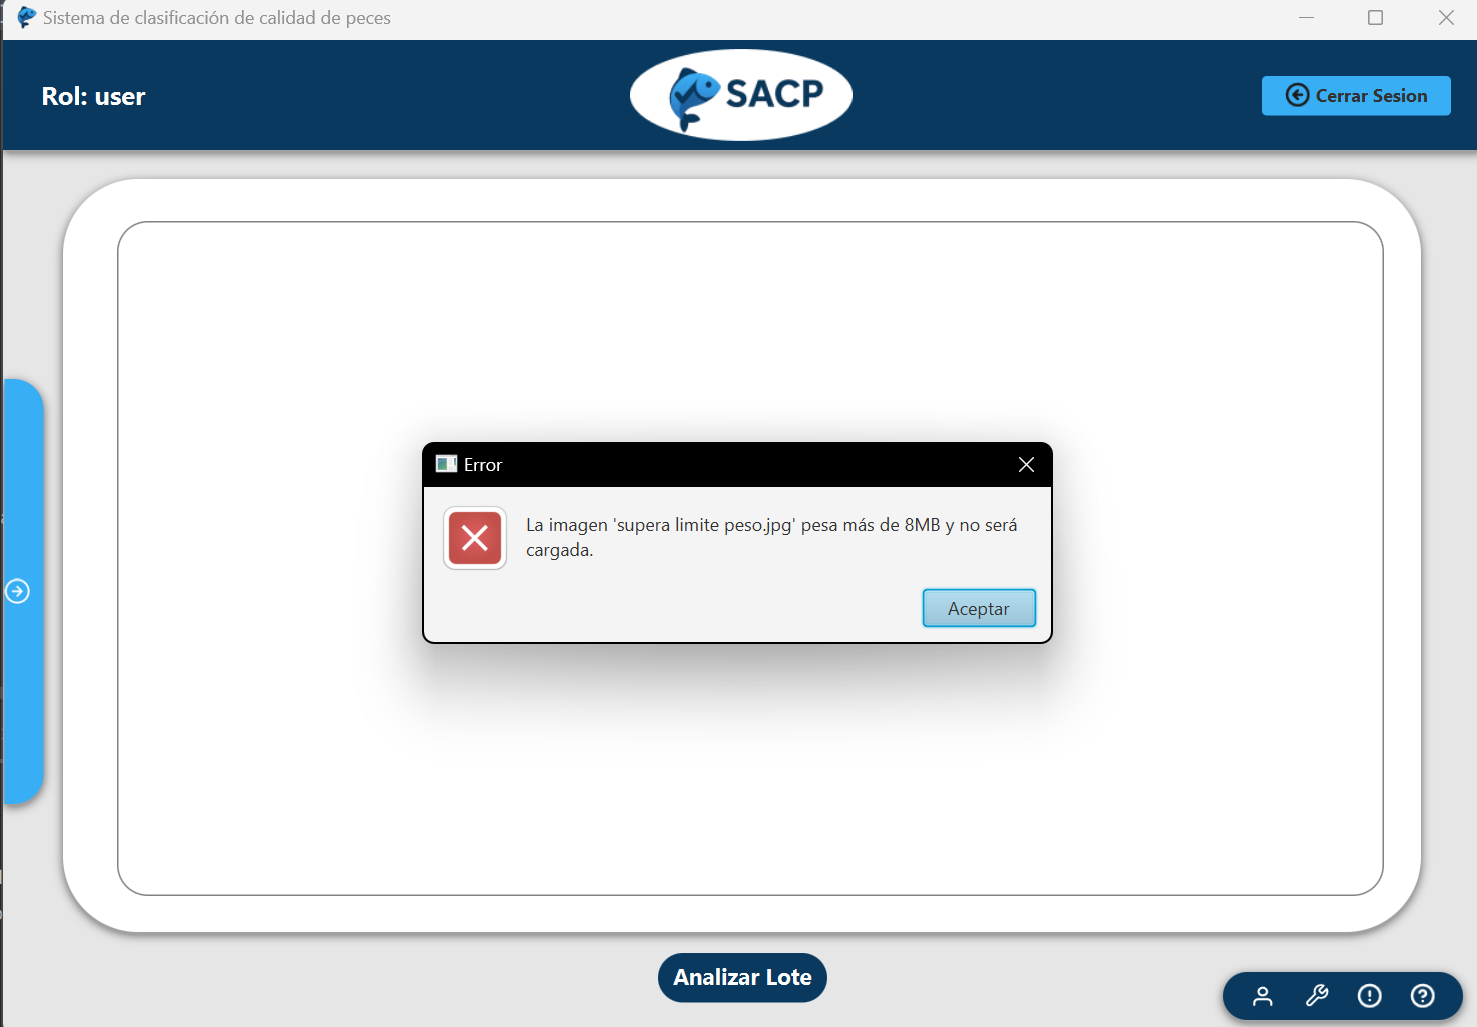 Sistema de clasificación de calidad de peces
Rol: user
SACP
Cerrar Sesion
Error
La imagen 'supera limite peso.jpg' pesa más de 8MB y no será
cargada.
Aceptar
Analizar Lote